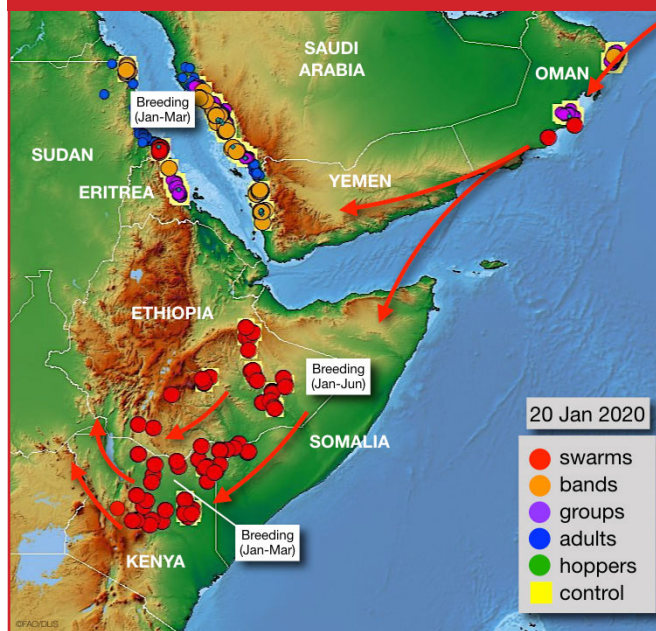 SAUDI
ARABIA
OMAN
Breeding
(Jan-Mar)
SUDAN
YEMEN
ERITREA
ETHIOPIA
Breeding
(Jan-Jun)
20 Jan 2020
SOMALIA
swarms
bands
groups
adults
hoppers
control
Breeding
(Jan-Mar)
KENYA
©FAO/DLIS